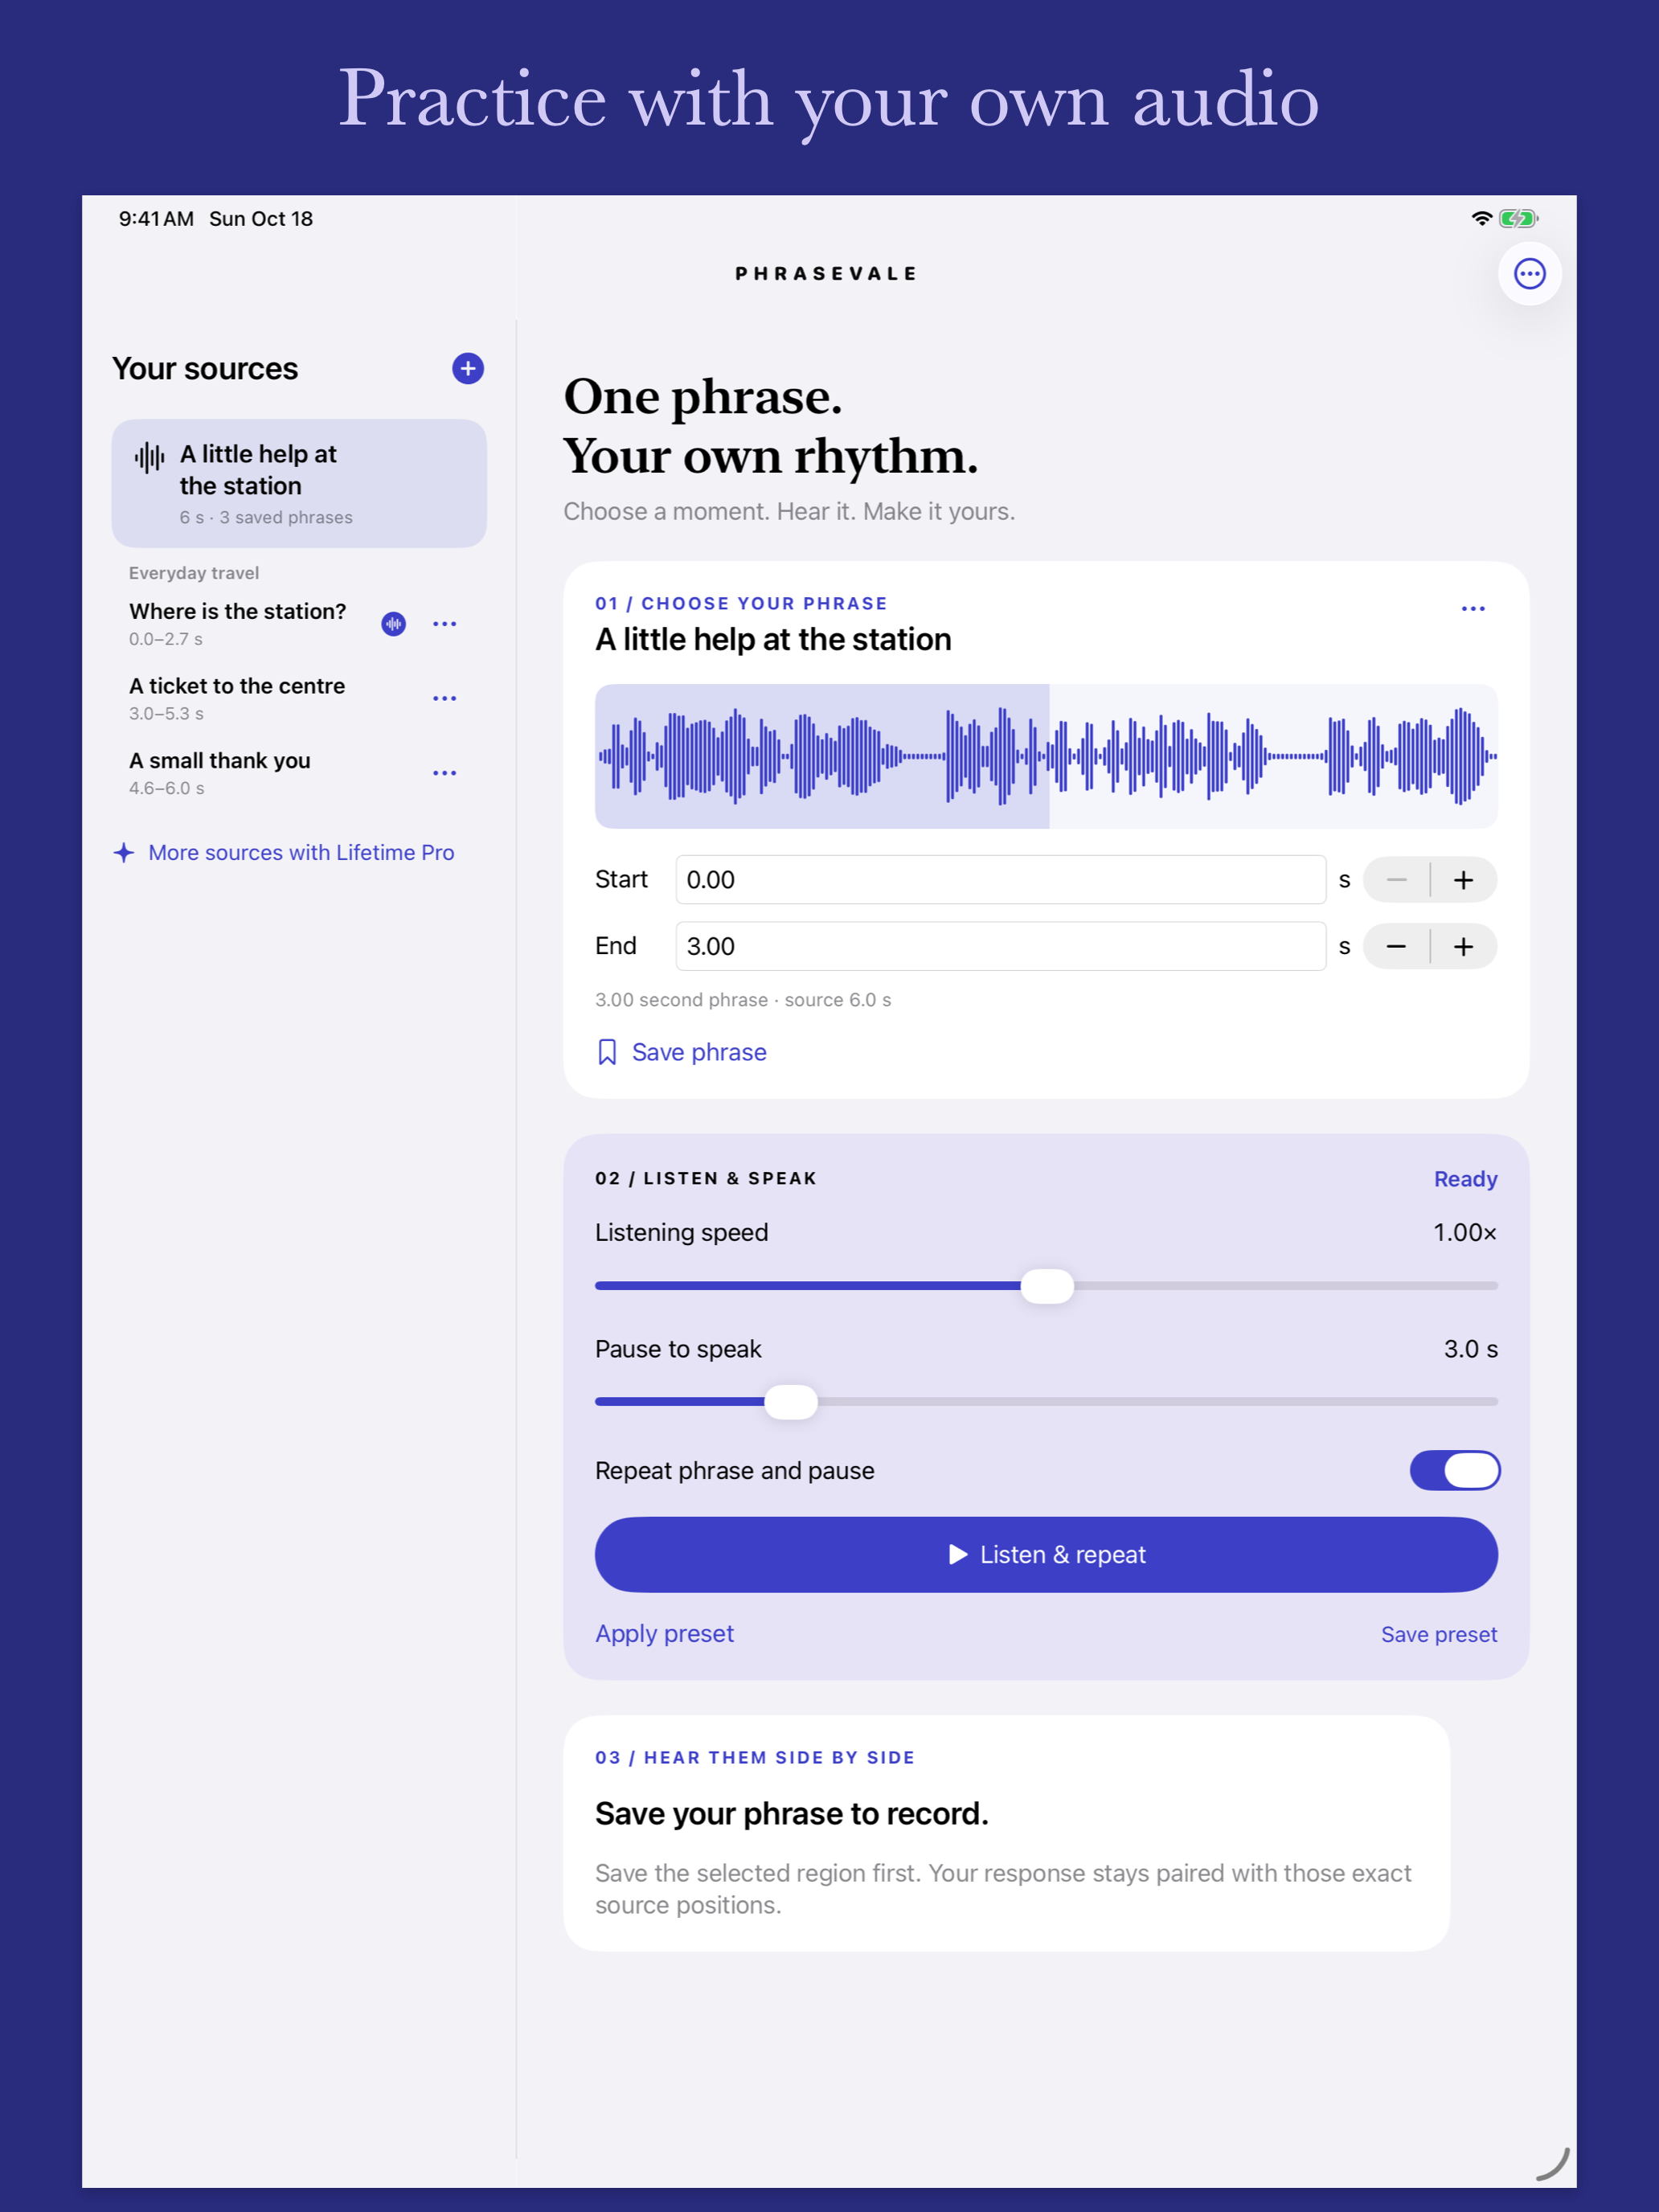 Practice with your own audio
9:41 AM Sun Oct 18
PHRASEVALE
Your sources
A little help at
the station
6 s · 3 saved phrases
Everyday travel
Where is the station?
0.0–2.7 s
A ticket to the centre
3.0–5.3 s
A small thank you
4.6–6.0 s
More sources with Lifetime Pro
One phrase.
Your own rhythm.
Choose a moment. Hear it. Make it yours.
01 / CHOOSE YOUR PHRASE
A little help at the station
Start 0.00 s
End 3.00 s
3.00 second phrase · source 6.0 s
Save phrase
02 / LISTEN & SPEAK Ready
Listening speed 1.00×
Pause to speak 3.0 s
Repeat phrase and pause
Listen & repeat
Apply preset Save preset
03 / HEAR THEM SIDE BY SIDE
Save your phrase to record.
Save the selected region first. Your response stays paired with those exact
source positions.